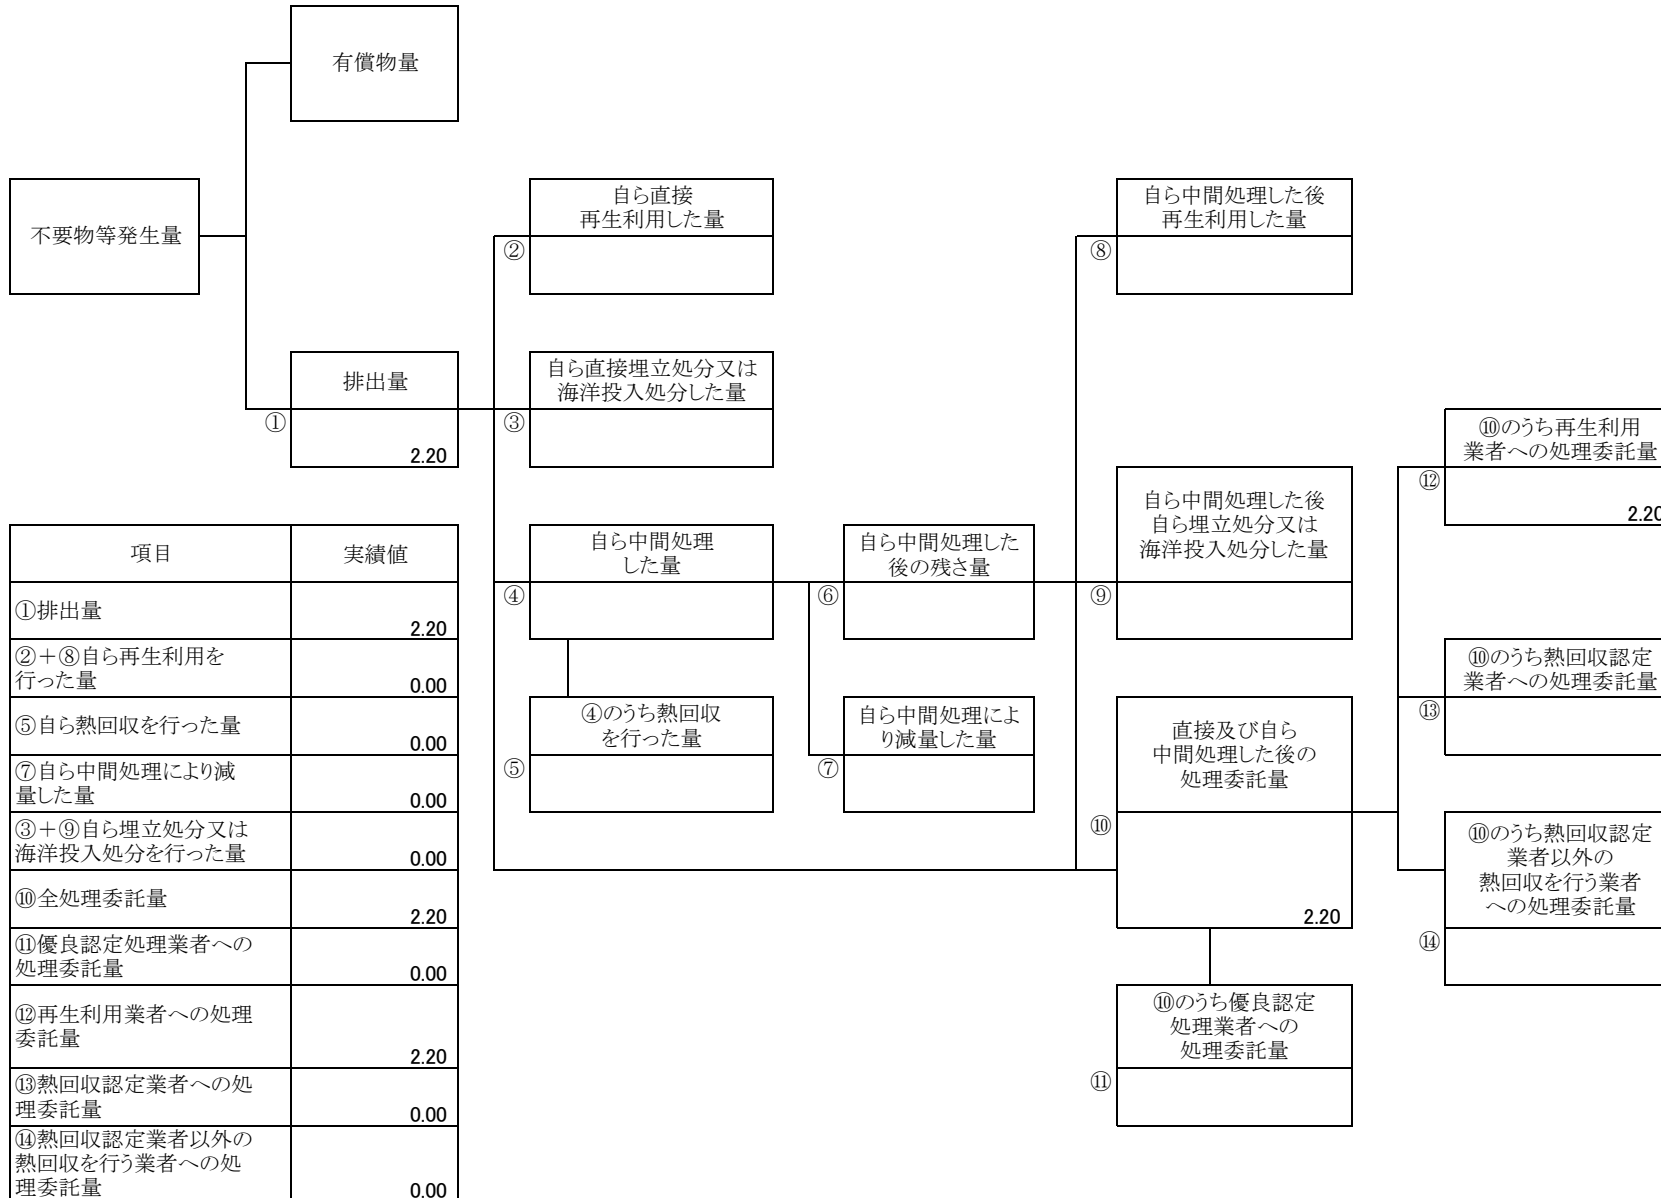 有償物量
不要物等発生量
自ら直接
再生利用した量
②
自ら中間処理した後
再生利用した量
⑧
排出量
①
2.20
自ら直接埋立処分又は
海洋投入処分した量
③
⑩のうち再生利用
業者への処理委託量
⑫
2.20
自ら中間処理
した量
④
自ら中間処理した
後の残さ量
⑥
自ら中間処理した後
自ら埋立処分又は
海洋投入処分した量
⑨
④のうち熱回収
を行った量
⑤
自ら中間処理によ
り減量した量
⑦
直接及び自ら
中間処理した後の
処理委託量
⑩
2.20
⑩のうち熱回収認定
業者への処理委託量
⑬
⑩のうち熱回収認定
業者以外の
熱回収を行う業者
への処理委託量
⑭
⑩のうち優良認定
処理業者への
処理委託量
⑪
項目 実績値
①排出量
2.20
②+⑧自ら再生利用を
行った量
0.00
⑤自ら熱回収を行った量
0.00
⑦自ら中間処理により減
量した量
0.00
③+⑨自ら埋立処分又は
海洋投入処分を行った量
0.00
⑩全処理委託量
2.20
⑪優良認定処理業者への
処理委託量
0.00
⑫再生利用業者への処理
委託量
2.20
⑬熱回収認定業者への処
理委託量
0.00
⑭熱回収認定業者以外の
熱回収を行う業者への処
理委託量
0.00